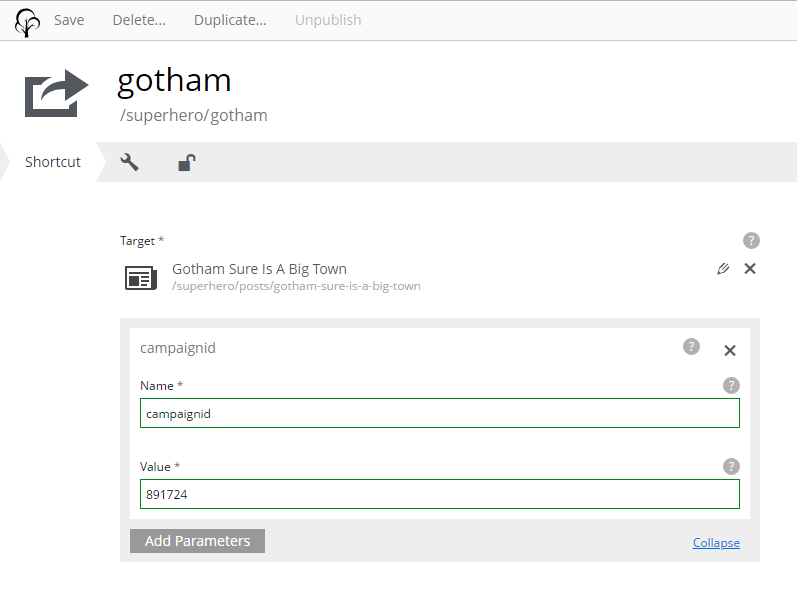 Save Delete... Duplicate... Unpublish
gotham
/superhero/gotham
Shortcut
Target * ?
Gotham Sure Is A Big Town
/superhero/posts/gotham-sure-is-a-big-town
campaignid ?
Name * ?
campaignid
Value * ?
891724
Add Parameters Collapse